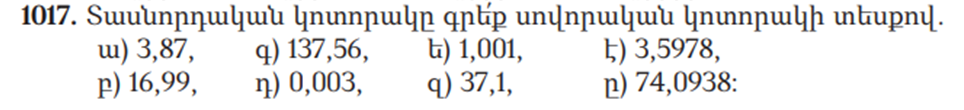 1017. Տասնորդական կոտորակը գրե՛ք սովորական կոտորակի տեսքով.
ա) 3,87, գ) 137,56, ե) 1,001, է) 3,5978,
բ) 16,99, դ) 0,003, զ) 37,1, ը) 74,0938: